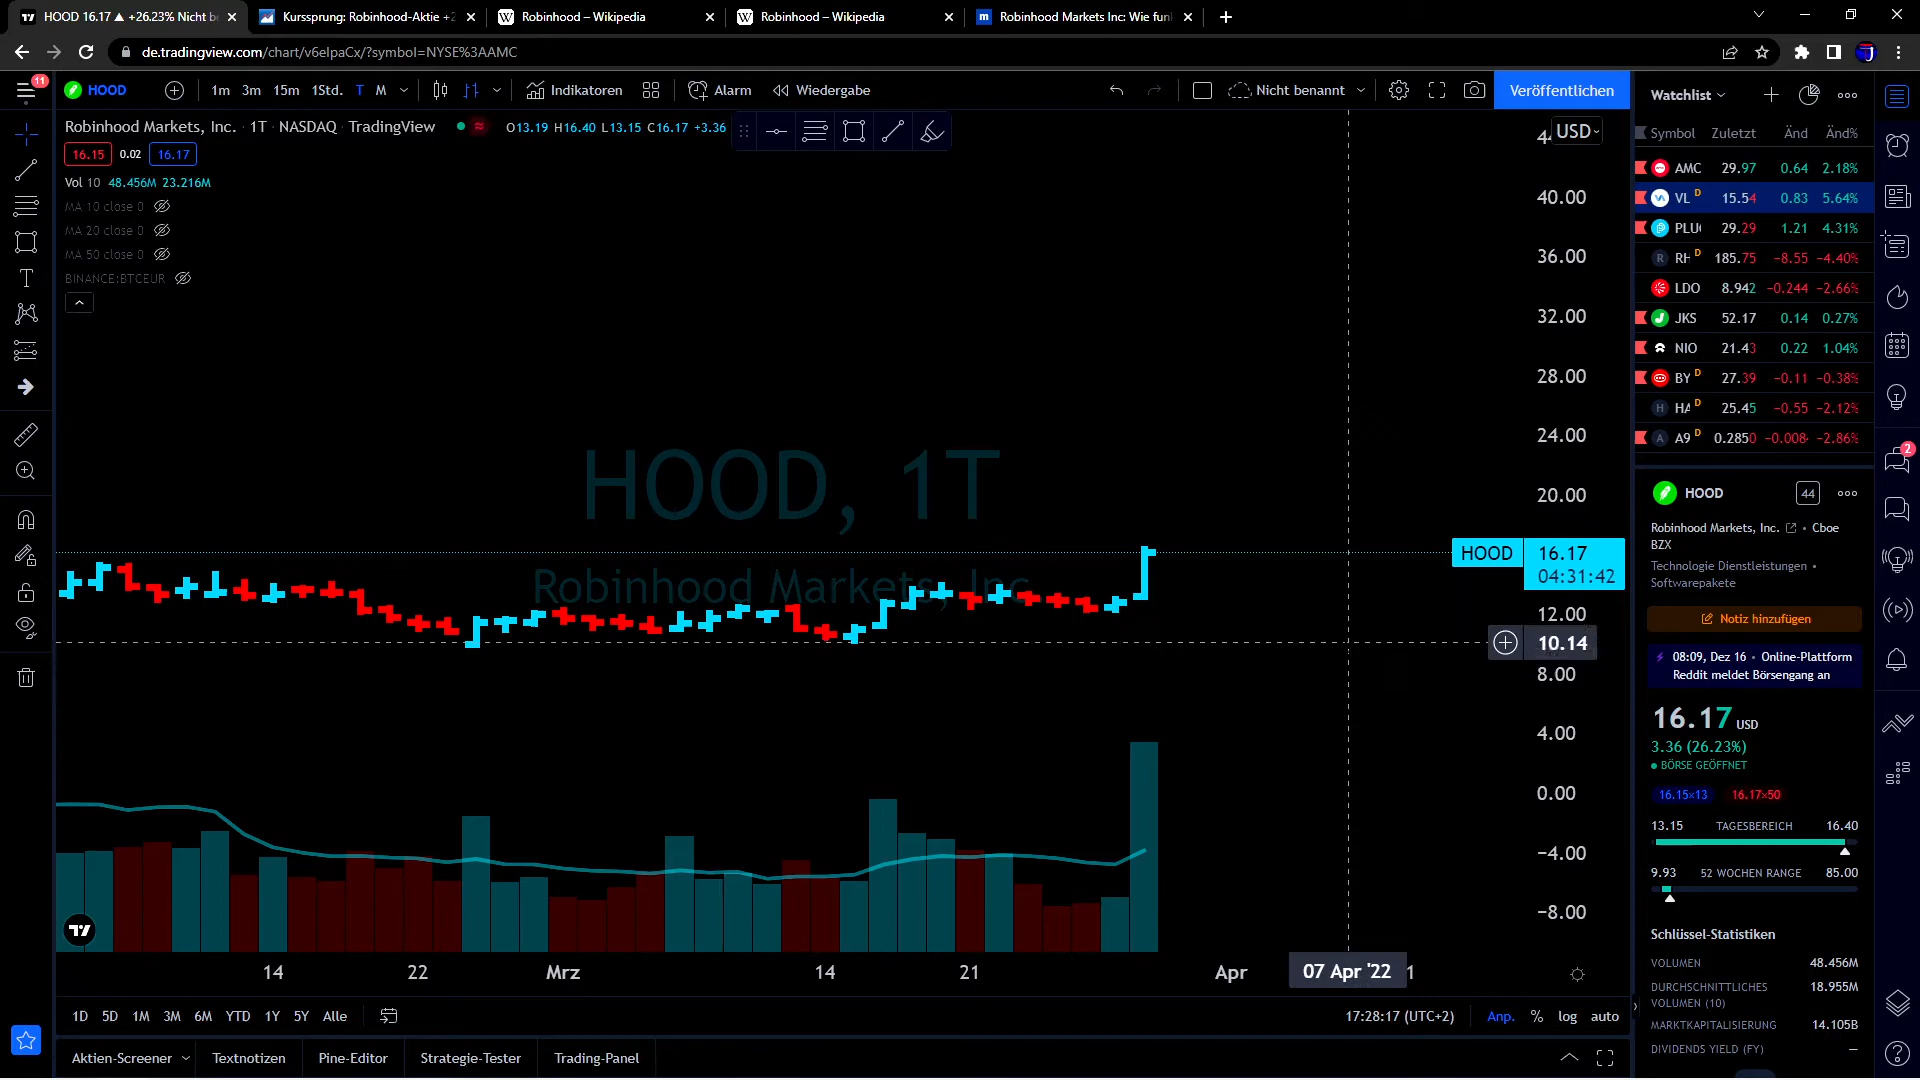 HOOD 16.17 ▲ +26.23% Nicht b
Kurssprung: Robinhood-Aktie +2
Robinhood – Wikipedia
Robinhood – Wikipedia
Robinhood Markets Inc: Wie fun
de.tradingview.com/chart/v6elpaCx/?symbol=NYSE%3AAMC
11
HOOD
1m 3m 15m 1Std. T M
Indikatoren
Alarm
Wiedergabe
Nicht benannt
Veröffentlichen
Robinhood Markets, Inc. · 1T · NASDAQ · TradingView
O13.19 H16.40 L13.15 C16.17 +3.36
16.15 0.02 16.17
Vol 10 48.456M 23.216M
MA 10 close 0
MA 20 close 0
MA 50 close 0
BINANCE:BTCEUR
HOOD, 1T
Robinhood Markets, Inc.
USD
40.00
36.00
32.00
28.00
24.00
20.00
HOOD 16.17
04:31:42
12.00
10.14
8.00
4.00
0.00
−4.00
−8.00
14 22 Mrz 14 21 Apr 07 Apr '22
1D 5D 1M 3M 6M YTD 1Y 5Y Alle
17:28:17 (UTC+2)
Anp. % log auto
Aktien-Screener
Textnotizen
Pine-Editor
Strategie-Tester
Trading-Panel
Watchlist
Symbol Zuletzt Änd Änd%
AMC 29.97 0.64 2.18%
VL D 15.54 0.83 5.64%
PLU 29.29 1.21 4.31%
RH D 185.75 −8.55 −4.40%
LDO 8.942 −0.244 −2.66%
JKS 52.17 0.14 0.27%
NIO 21.43 0.22 1.04%
BY D 27.39 −0.11 −0.38%
HA D 25.45 −0.55 −2.12%
A9 D 0.2850 −0.008 −2.86%
HOOD
44
Robinhood Markets, Inc. • Cboe
BZX
Technologie Dienstleistungen •
Softwarepakete
Notiz hinzufügen
08:09, Dez 16 • Online-Plattform
Reddit meldet Börsengang an
16.17 USD
3.36 (26.23%)
BÖRSE GEÖFFNET
16.15×13 16.17×50
13.15 TAGESBEREICH 16.40
9.93 52 WOCHEN RANGE 85.00
Schlüssel-Statistiken
VOLUMEN 48.456M
DURCHSCHNITTLICHES
VOLUMEN (10) 18.955M
MARKTKAPITALISIERUNG 14.105B
DIVIDENDS YIELD (FY) —
2